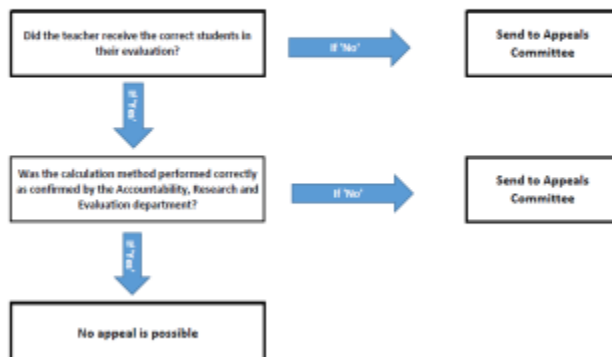 Did the teacher receive the correct students in
their evaluation?
If 'No'
Send to Appeals
Committee
If 'Yes'
Was the calculation method performed correctly
as confirmed by the Accountability, Research and
Evaluation department?
If 'No'
Send to Appeals
Committee
If 'Yes'
No appeal is possible